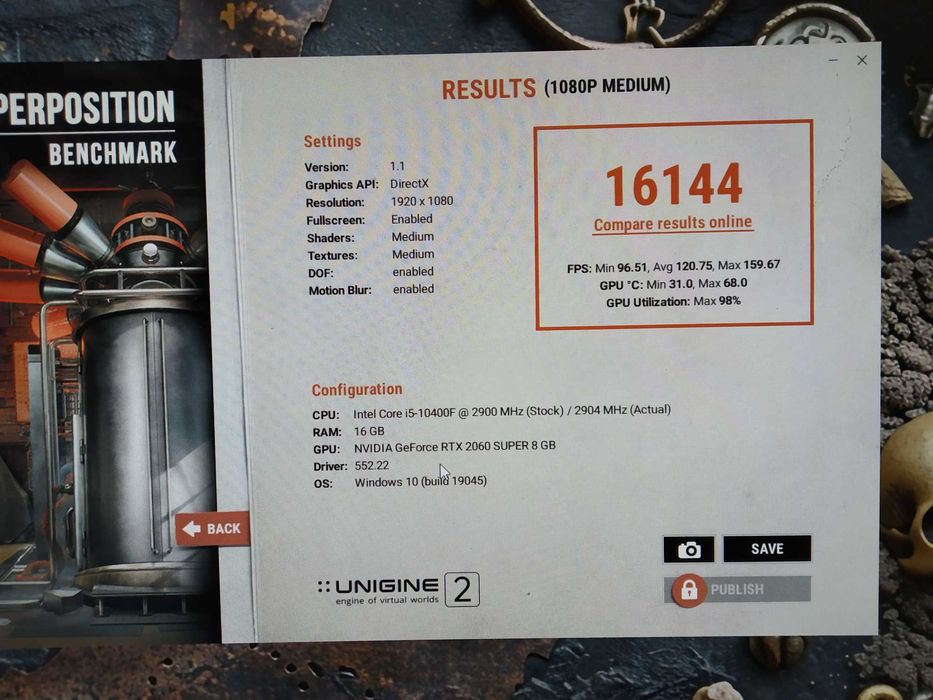 PERPOSITION
BENCHMARK
RESULTS (1080P MEDIUM)
Settings
Version: 1.1
Graphics API: DirectX
Resolution: 1920 x 1080
Fullscreen: Enabled
Shaders: Medium
Textures: Medium
DOF: enabled
Motion Blur: enabled
16144
Compare results online
FPS: Min 96.51, Avg 120.75, Max 159.67
GPU °C: Min 31.0, Max 68.0
GPU Utilization: Max 98%
Configuration
CPU: Intel Core i5-10400F @ 2900 MHz (Stock) / 2904 MHz (Actual)
RAM: 16 GB
GPU: NVIDIA GeForce RTX 2060 SUPER 8 GB
Driver: 552.22
OS: Windows 10 (build 19045)
BACK
SAVE
PUBLISH
UNIGINE 2
engine of virtual worlds